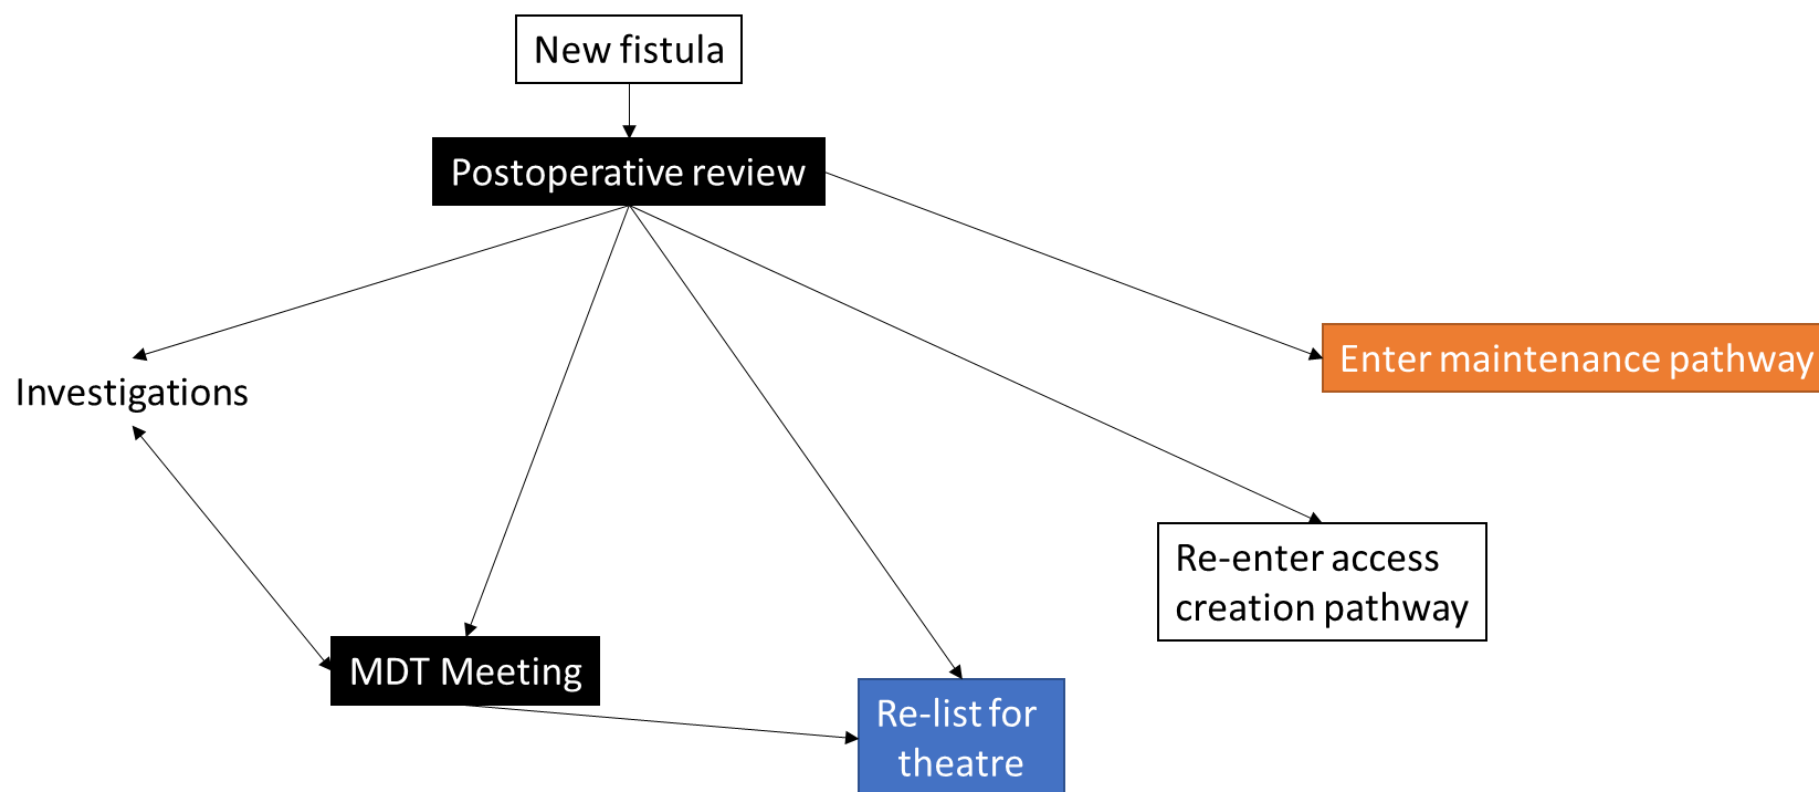 New fistula
Postoperative review
Enter maintenance pathway
Investigations
Re-enter access
creation pathway
MDT Meeting
Re-list for
theatre